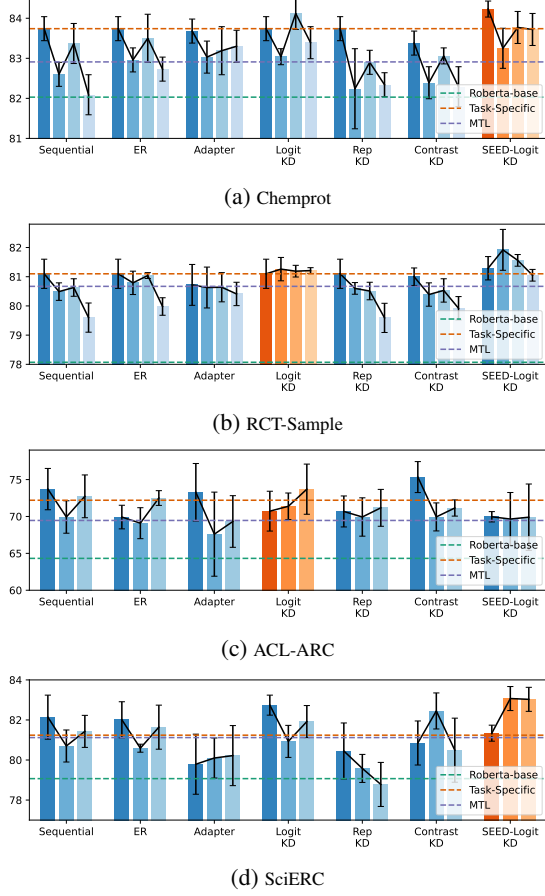 84
83
82
81
Roberta-base
Task-Specific
MTL
Sequential
ER
Adapter
Logit
KD
Rep
KD
Contrast
KD
SEED-Logit
KD
(a) Chemprot
82
81
80
79
78
Roberta-base
Task-Specific
MTL
Sequential
ER
Adapter
Logit
KD
Rep
KD
Contrast
KD
SEED-Logit
KD
(b) RCT-Sample
75
70
65
60
Roberta-base
Task-Specific
MTL
Sequential
ER
Adapter
Logit
KD
Rep
KD
Contrast
KD
SEED-Logit
KD
(c) ACL-ARC
84
82
80
78
Roberta-base
Task-Specific
MTL
Sequential
ER
Adapter
Logit
KD
Rep
KD
Contrast
KD
SEED-Logit
KD
(d) SciERC